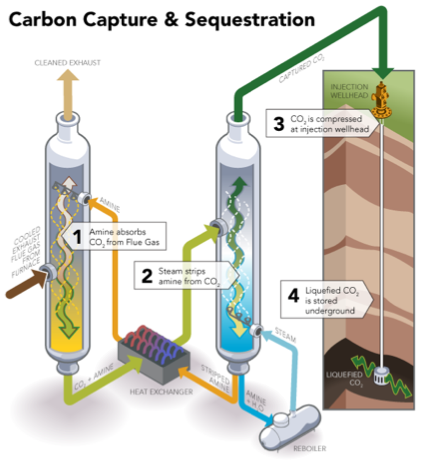 Carbon Capture & Sequestration
CLEANED EXHAUST
CAPTURED CO₂
INJECTION
WELLHEAD
3
CO₂ is compressed
at injection wellhead
AMINE
1
Amine absorbs
CO₂ from Flue Gas
COOLED
EXHAUST
FLUE GAS
FROM
FURNACE
2
Steam strips
amine from CO₂
4
Liquefied CO₂
is stored
underground
STEAM
CO₂ + AMINE
HEAT EXCHANGER
STRIPPED
AMINE
AMINE
+ H₂O
LIQUEFIED
CO₂
REBOILER